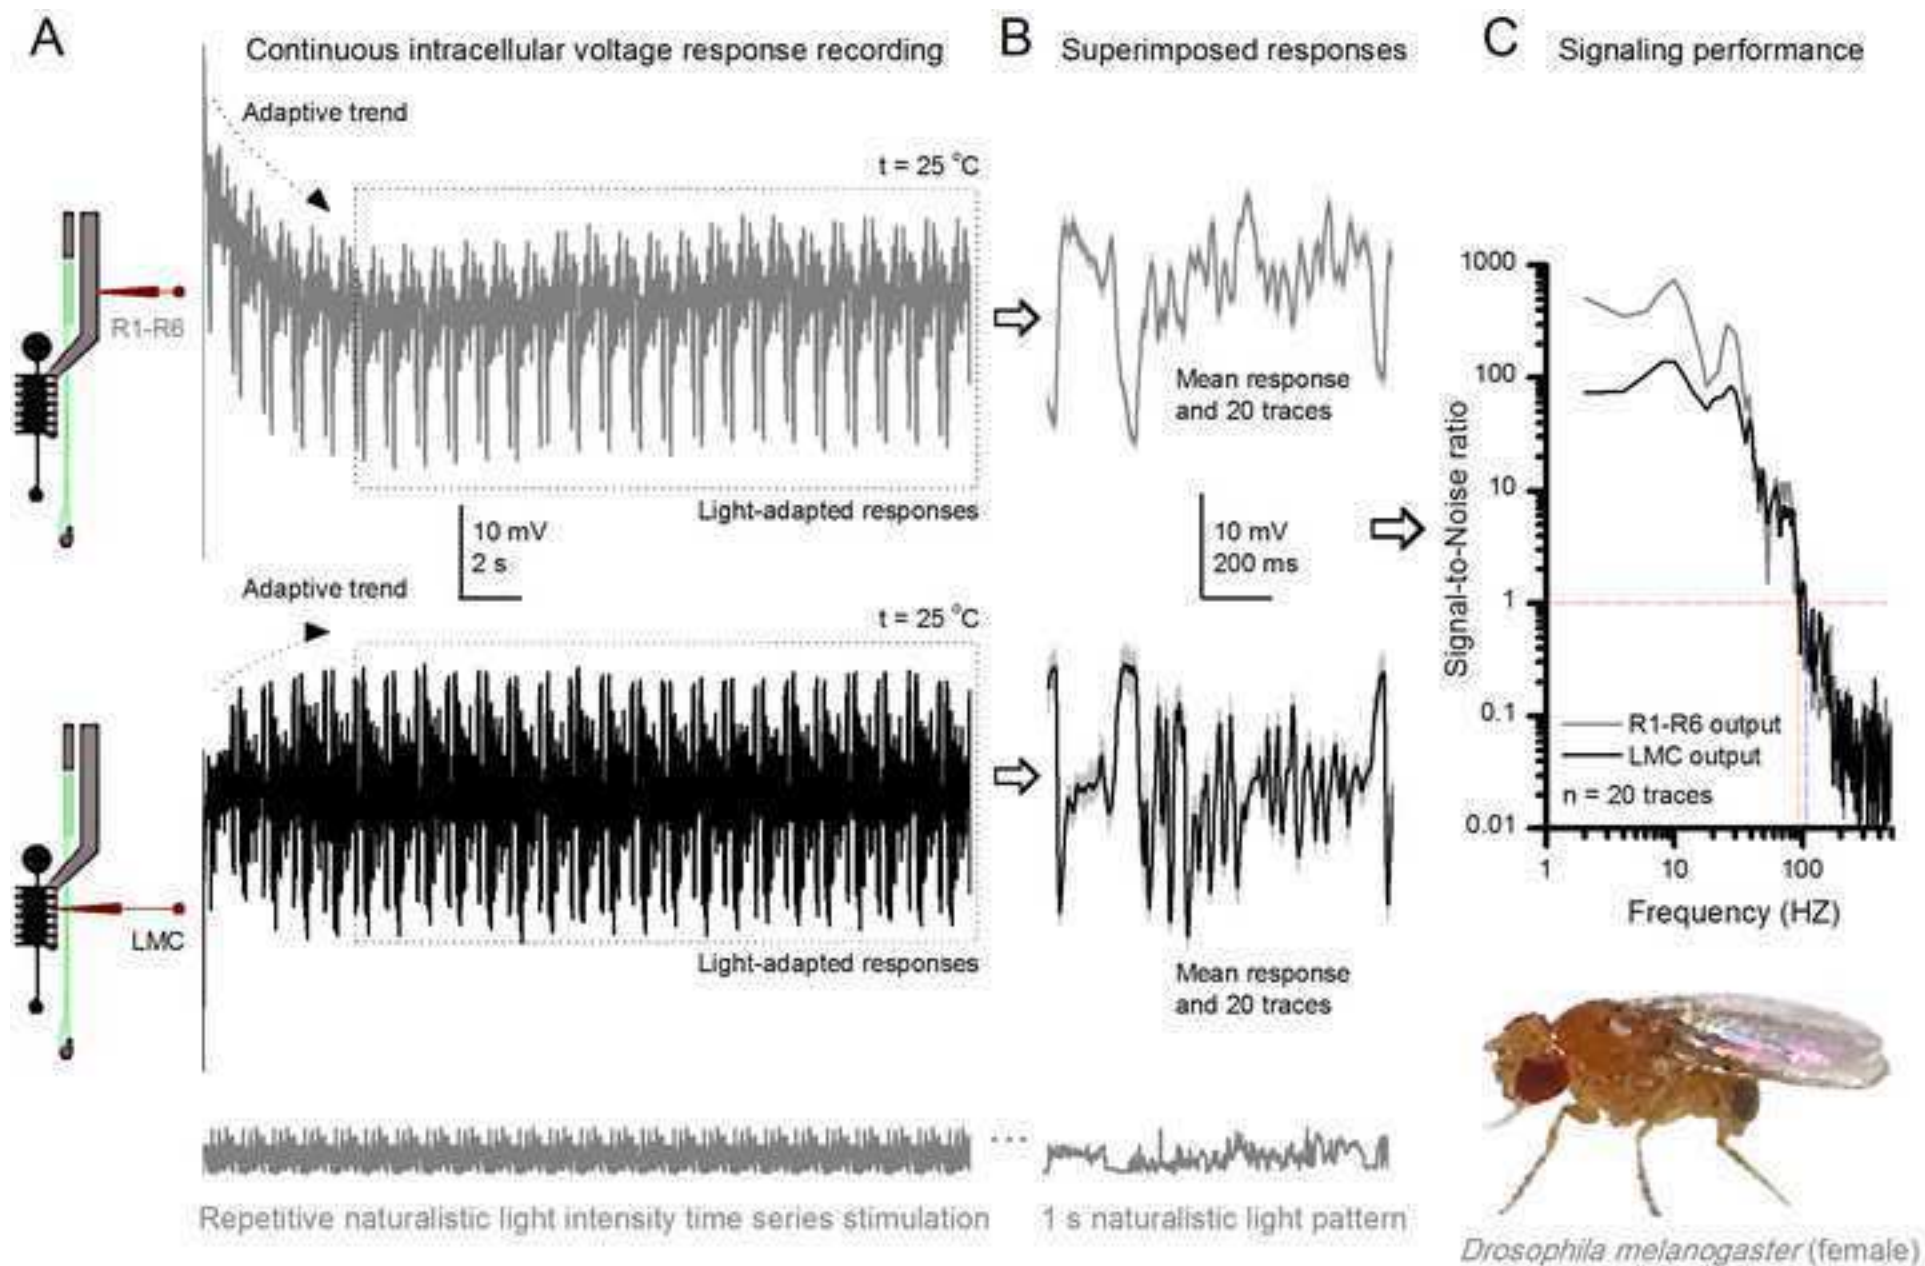 A
Continuous intracellular voltage response recording
Adaptive trend
t = 25 °C
R1-R6
Light-adapted responses
10 mV
2 s
Adaptive trend
t = 25 °C
LMC
Light-adapted responses
Repetitive naturalistic light intensity time series stimulation
B
Superimposed responses
Mean response
and 20 traces
10 mV
200 ms
Mean response
and 20 traces
...
1 s naturalistic light pattern
C
Signaling performance
Signal-to-Noise ratio
1000
100
10
1
0.1
0.01
R1-R6 output
LMC output
n = 20 traces
1
10
100
Frequency (HZ)
Drosophila melanogaster (female)